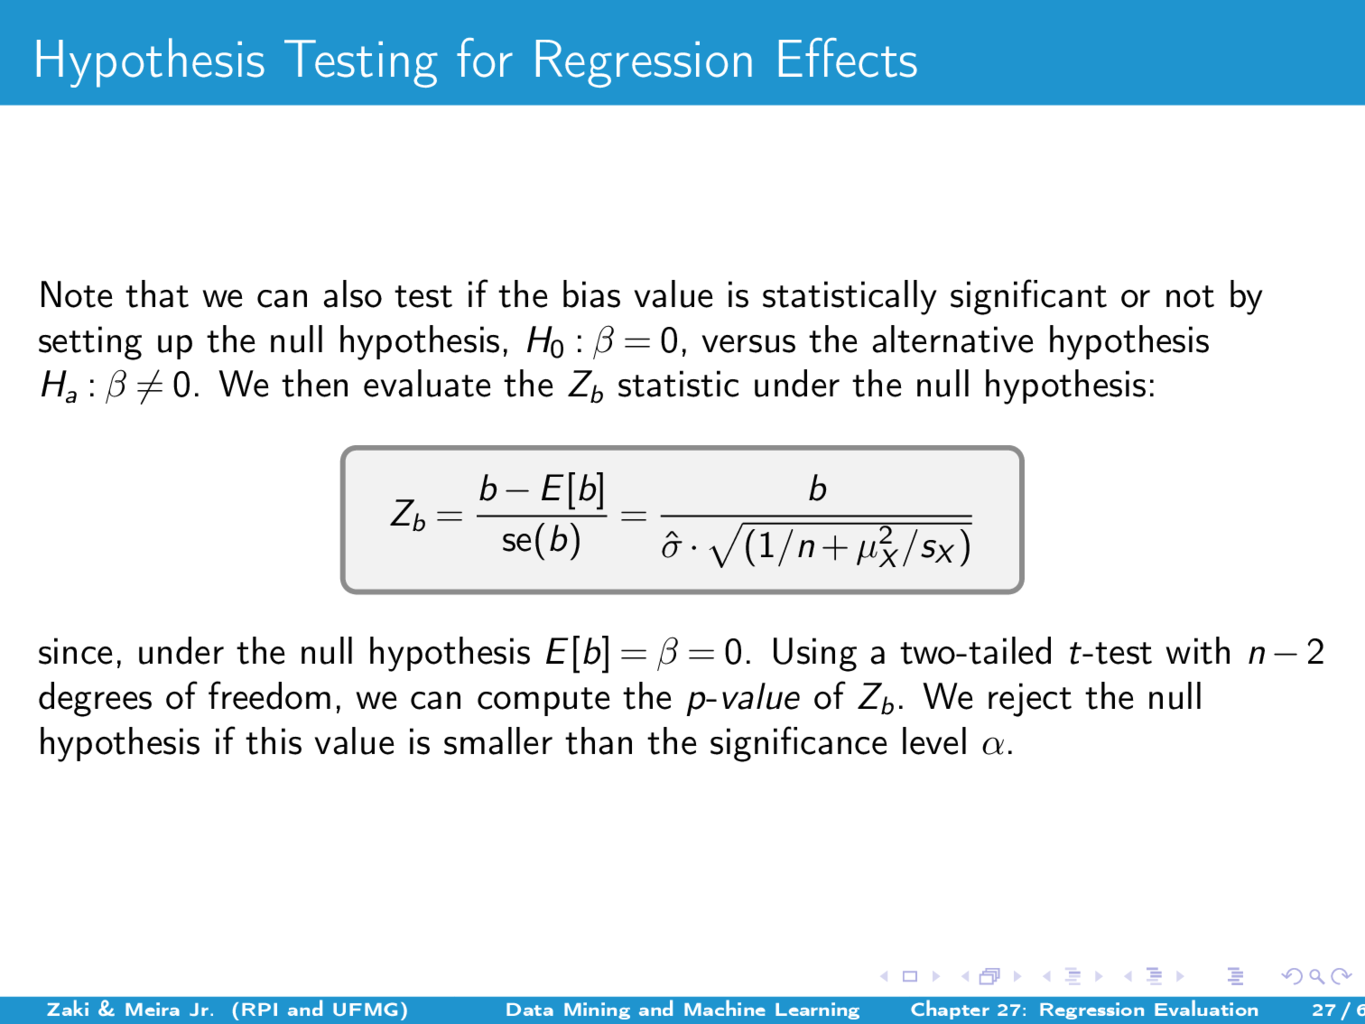 Hypothesis Testing for Regression Effects
Note that we can also test if the bias value is statistically significant or not by
setting up the null hypothesis, H₀ : β = 0, versus the alternative hypothesis
Hₐ : β ≠ 0. We then evaluate the Z_b statistic under the null hypothesis:
Z_b = (b − E[b]) / se(b) = b / (σ̂ · √(1/n + μ_X²/s_X))
since, under the null hypothesis E[b] = β = 0. Using a two-tailed t-test with n − 2
degrees of freedom, we can compute the p-value of Z_b. We reject the null
hypothesis if this value is smaller than the significance level α.
Zaki & Meira Jr. (RPI and UFMG) Data Mining and Machine Learning Chapter 27: Regression Evaluation 27 /